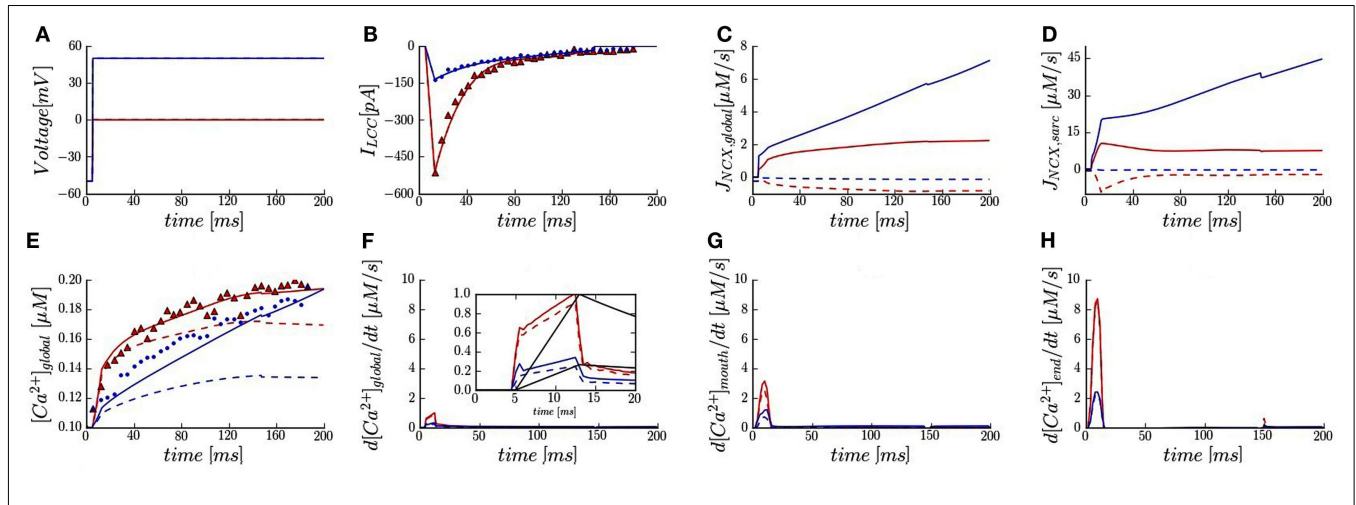 A
B
C
D
Voltage[mV]
60
30
0
−30
−60
0 40 80 120 160 200
time [ms]
I_LCC[pA]
0
−150
−300
−450
−600
0 40 80 120 160 200
time [ms]
J_NCX,global[μM/s]
8
6
4
2
0
0 40 80 120 160 200
time [ms]
J_NCX,sarc [μM/s]
45
30
15
0
0 40 80 120 160 200
time [ms]
E
F
G
H
[Ca²⁺]_global [μM]
0.20
0.18
0.16
0.14
0.12
0.10
0 40 80 120 160 200
time [ms]
d[Ca²⁺]_global/dt [μM/s]
10
8
6
4
2
0
0 50 100 150 200
time [ms]
1.0
0.8
0.6
0.4
0.2
0.0
0 5 10 15 20
time [ms]
d[Ca²⁺]_mouth/dt [μM/s]
10
8
6
4
2
0
0 50 100 150 200
time [ms]
d[Ca²⁺]_end/dt [μM/s]
10
8
6
4
2
0
0 50 100 150 200
time [ms]